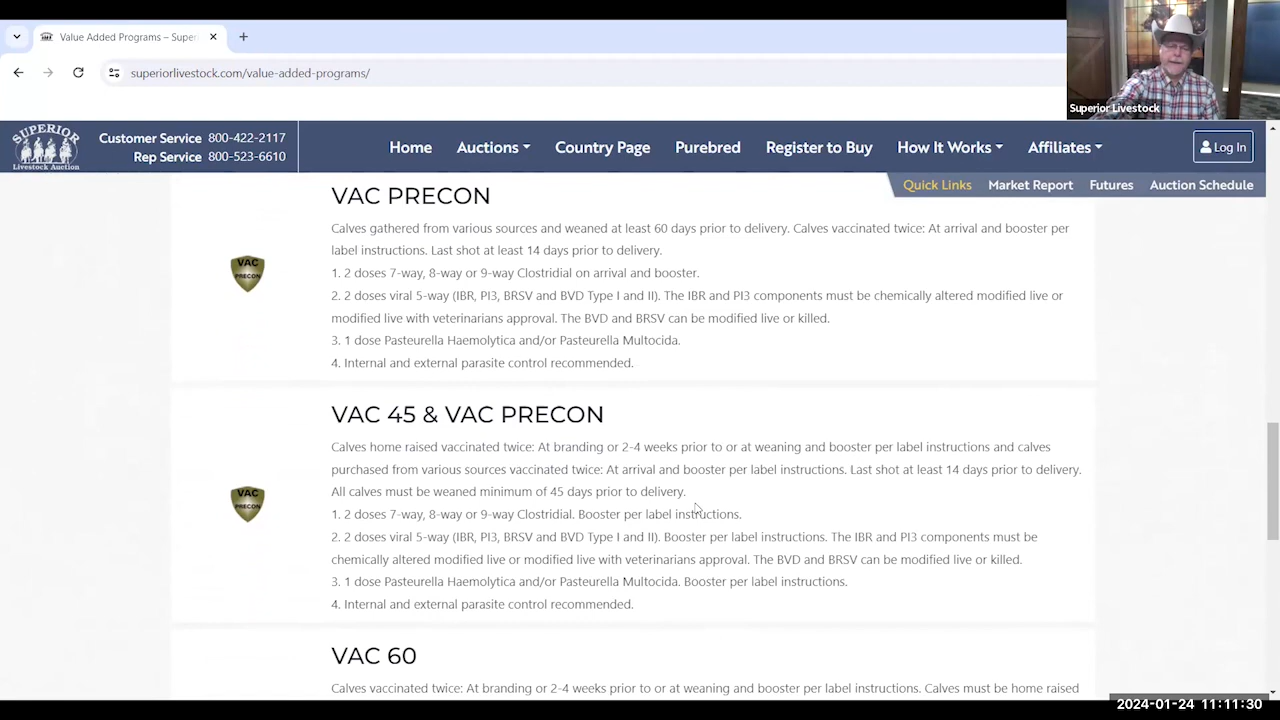 Value Added Programs – Super
superiorlivestock.com/value-added-programs/
Superior Livestock
SUPERIOR
Livestock Auction
Customer Service 800-422-2117
Rep Service 800-523-6610
Home Auctions Country Page Purebred Register to Buy How It Works Affiliates Log In
Quick Links Market Report Futures Auction Schedule
VAC PRECON
Calves gathered from various sources and weaned at least 60 days prior to delivery. Calves vaccinated twice: At arrival and booster per
label instructions. Last shot at least 14 days prior to delivery.
VAC
PRECON
1. 2 doses 7-way, 8-way or 9-way Clostridial on arrival and booster.
2. 2 doses viral 5-way (IBR, PI3, BRSV and BVD Type I and II). The IBR and PI3 components must be chemically altered modified live or
modified live with veterinarians approval. The BVD and BRSV can be modified live or killed.
3. 1 dose Pasteurella Haemolytica and/or Pasteurella Multocida.
4. Internal and external parasite control recommended.
VAC 45 & VAC PRECON
Calves home raised vaccinated twice: At branding or 2-4 weeks prior to or at weaning and booster per label instructions and calves
purchased from various sources vaccinated twice: At arrival and booster per label instructions. Last shot at least 14 days prior to delivery.
All calves must be weaned minimum of 45 days prior to delivery.
VAC
PRECON
1. 2 doses 7-way, 8-way or 9-way Clostridial. Booster per label instructions.
2. 2 doses viral 5-way (IBR, PI3, BRSV and BVD Type I and II). Booster per label instructions. The IBR and PI3 components must be
chemically altered modified live or modified live with veterinarians approval. The BVD and BRSV can be modified live or killed.
3. 1 dose Pasteurella Haemolytica and/or Pasteurella Multocida. Booster per label instructions.
4. Internal and external parasite control recommended.
VAC 60
Calves vaccinated twice: At branding or 2-4 weeks prior to or at weaning and booster per label instructions. Calves must be home raised
2024-01-24 11:11:30